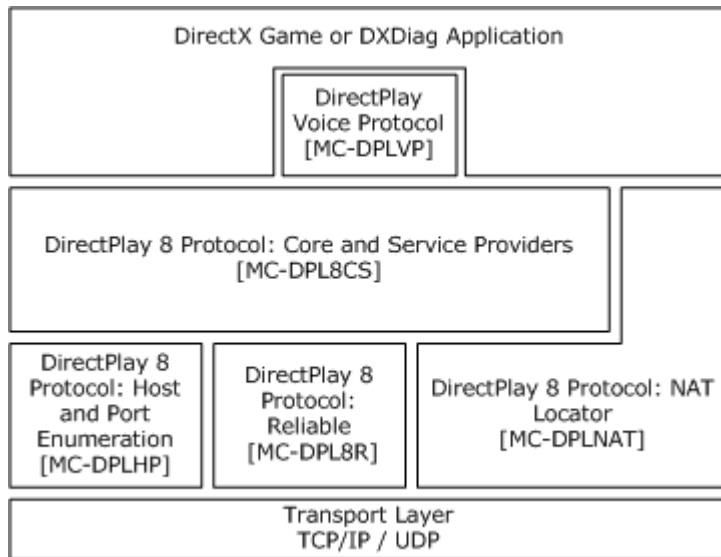 DirectX Game or DXDiag Application
DirectPlay
Voice Protocol
[MC-DPLVP]
DirectPlay 8 Protocol: Core and Service Providers
[MC-DPL8CS]
DirectPlay 8
Protocol: Host
and Port
Enumeration
[MC-DPLHP]
DirectPlay 8
Protocol:
Reliable
[MC-DPL8R]
DirectPlay 8 Protocol: NAT
Locator
[MC-DPLNAT]
Transport Layer
TCP/IP / UDP